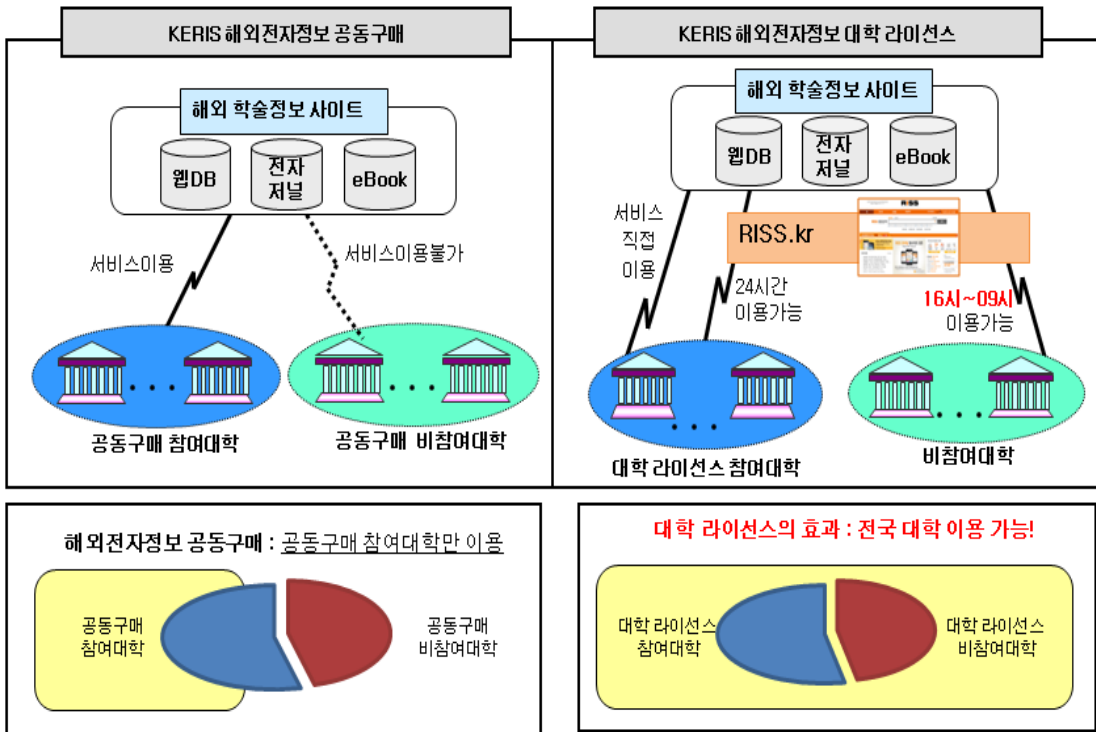 KERIS 해외전자정보 공동구매
해외 학술정보 사이트
웹DB
전자
저널
eBook
서비스이용
서비스이용불가
공동구매 참여대학
공동구매 비참여대학
KERIS 해외전자정보 대학 라이선스
해외 학술정보 사이트
웹DB
전자
저널
eBook
서비스
직접
이용
RISS.kr
RISS
24시간
이용가능
16시~09시
이용가능
대학 라이선스 참여대학
비참여대학
해외전자정보 공동구매 : 공동구매 참여대학만 이용
공동구매
참여대학
공동구매
비참여대학
대학 라이선스의 효과 : 전국 대학 이용 가능!
대학 라이선스
참여대학
대학 라이선스
비참여대학